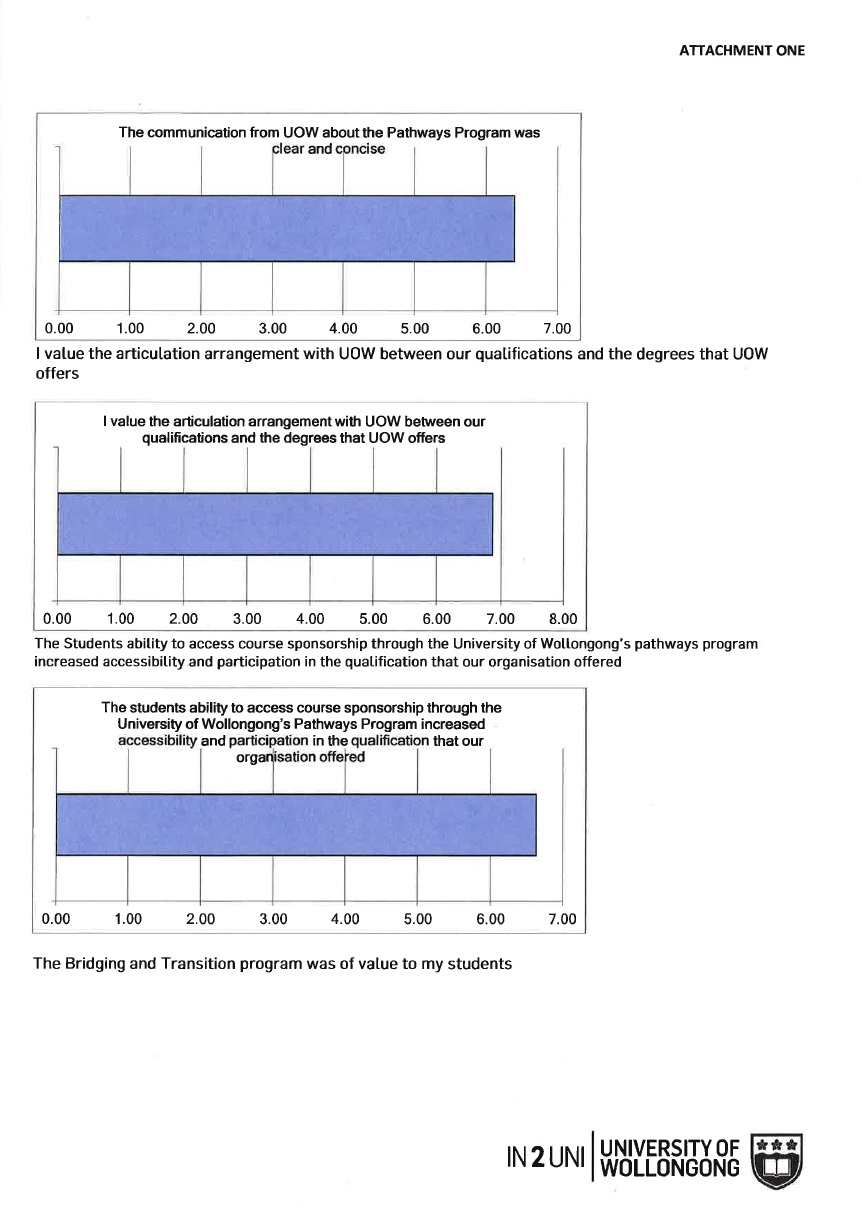 ATTACHMENT ONE
The communication from UOW about the Pathways Program was
clear and concise
0.00 1.00 2.00 3.00 4.00 5.00 6.00 7.00
I value the articulation arrangement with UOW between our qualifications and the degrees that UOW
offers
I value the articulation arrangement with UOW between our
qualifications and the degrees that UOW offers
0.00 1.00 2.00 3.00 4.00 5.00 6.00 7.00 8.00
The Students ability to access course sponsorship through the University of Wollongong's pathways program
increased accessibility and participation in the qualification that our organisation offered
The students ability to access course sponsorship through the
University of Wollongong's Pathways Program increased
accessibility and participation in the qualification that our
organisation offered
0.00 1.00 2.00 3.00 4.00 5.00 6.00 7.00
The Bridging and Transition program was of value to my students
IN 2 UNI
UNIVERSITY OF
WOLLONGONG